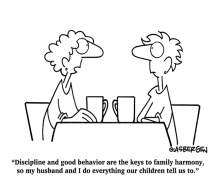 GLASBERGEN
"Discipline and good behavior are the keys to family harmony,
so my husband and I do everything our children tell us to."